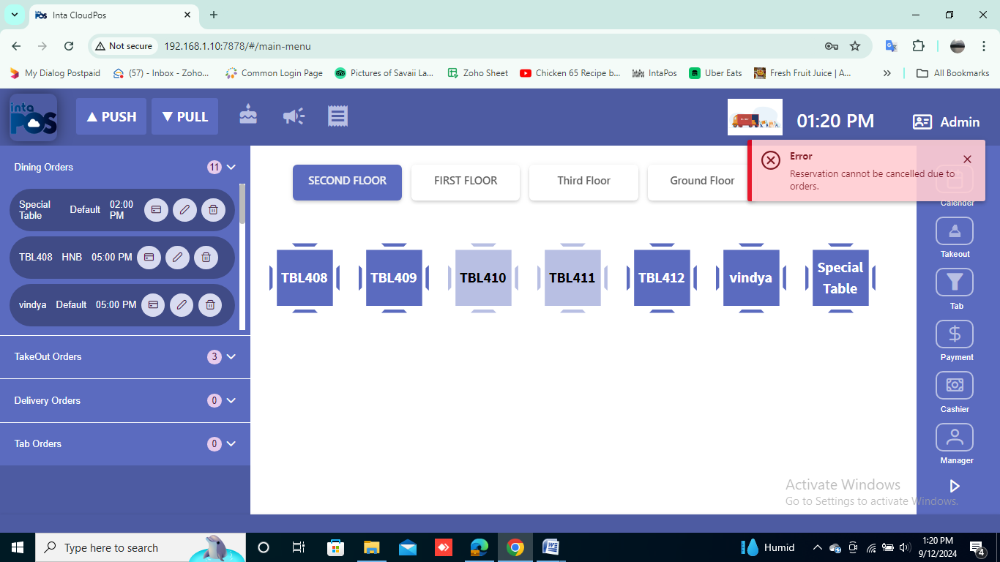 Inta CloudPos
Not secure
192.168.1.10:7878/#/main-menu
My Dialog Postpaid
(57) - Inbox - Zoho...
Common Login Page
Pictures of Savaii La...
Zoho Sheet
Chicken 65 Recipe b...
IntaPos
Uber Eats
Fresh Fruit Juice | A...
All Bookmarks
inta
POS
PUSH
PULL
01:20 PM
Admin
Error
Reservation cannot be cancelled due to
orders.
Dining Orders
11
Special
Table
Default
02:00
PM
TBL408
HNB
05:00 PM
vindya
Default
05:00 PM
TakeOut Orders
3
Delivery Orders
0
Tab Orders
0
SECOND FLOOR
FIRST FLOOR
Third Floor
Ground Floor
TBL408
TBL409
TBL410
TBL411
TBL412
vindya
Special
Table
Calender
Takeout
Tab
Payment
Cashier
Manager
Activate Windows
Go to Settings to activate Windows.
Type here to search
Humid
1:20 PM
9/12/2024
4